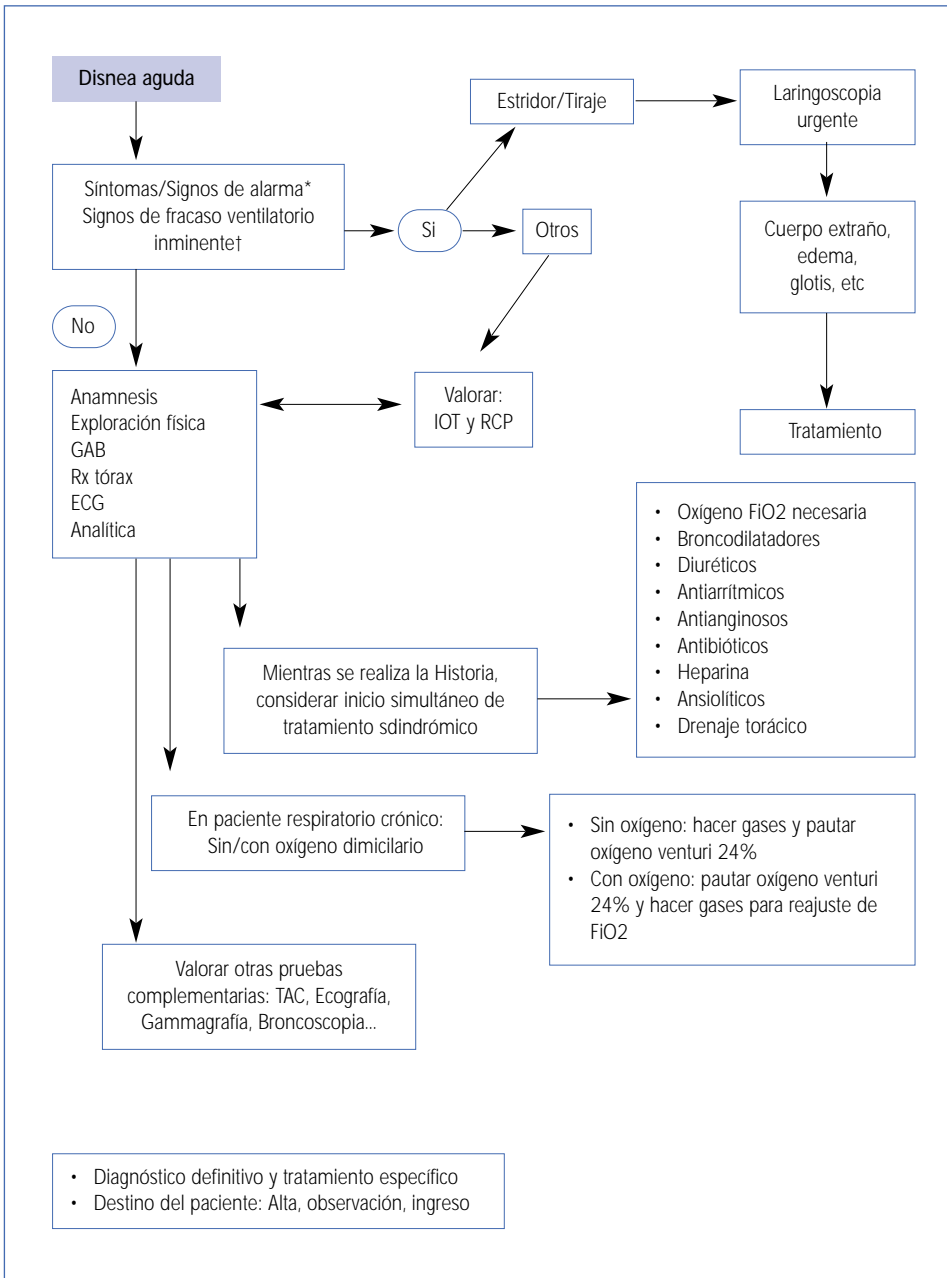 Disnea aguda
Síntomas/Signos de alarma*
Signos de fracaso ventilatorio
inminente†
Si
Estridor/Tiraje
Laringoscopia
urgente
Cuerpo extraño,
edema,
glotis, etc
Tratamiento
Otros
Valorar:
IOT y RCP
No
Anamnesis
Exploración física
GAB
Rx tórax
ECG
Analítica
Mientras se realiza la Historia,
considerar inicio simultáneo de
tratamiento sdindrómico
• Oxígeno FiO2 necesaria
• Broncodilatadores
• Diuréticos
• Antiarrítmicos
• Antianginosos
• Antibióticos
• Heparina
• Ansiolíticos
• Drenaje torácico
En paciente respiratorio crónico:
Sin/con oxígeno dimicilario
• Sin oxígeno: hacer gases y pautar
oxígeno venturi 24%
• Con oxígeno: pautar oxígeno venturi
24% y hacer gases para reajuste de
FiO2
Valorar otras pruebas
complementarias: TAC, Ecografía,
Gammagrafía, Broncoscopia...
• Diagnóstico definitivo y tratamiento específico
• Destino del paciente: Alta, observación, ingreso